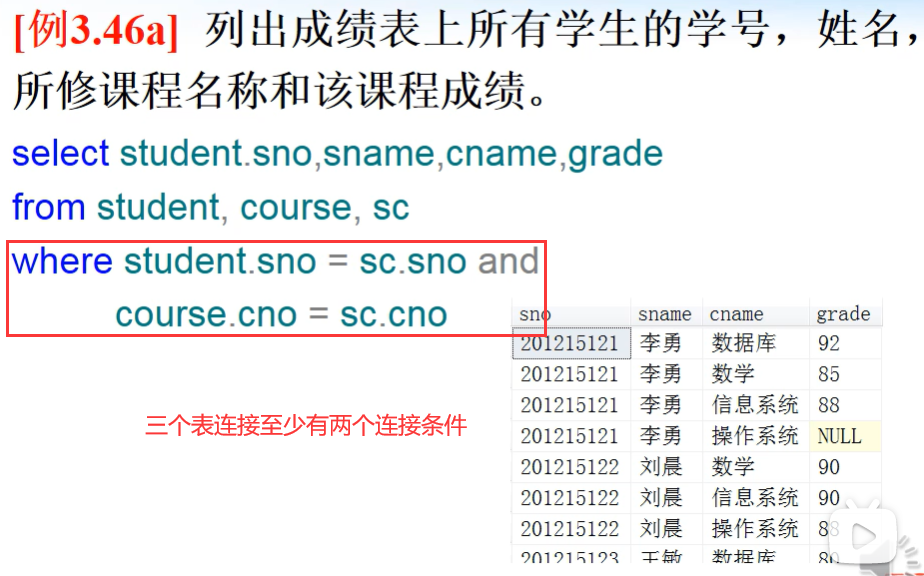 [例3.46a] 列出成绩表上所有学生的学号，姓名，
所修课程名称和该课程成绩。
select student.sno,sname,cname,grade
from student, course, sc
where student.sno = sc.sno and
course.cno = sc.cno
三个表连接至少有两个连接条件
sno sname cname grade
201215121 李勇 数据库 92
201215121 李勇 数学 85
201215121 李勇 信息系统 88
201215121 李勇 操作系统 NULL
201215122 刘晨 数学 90
201215122 刘晨 信息系统 90
201215122 刘晨 操作系统 88
201215123 王敏 数据库